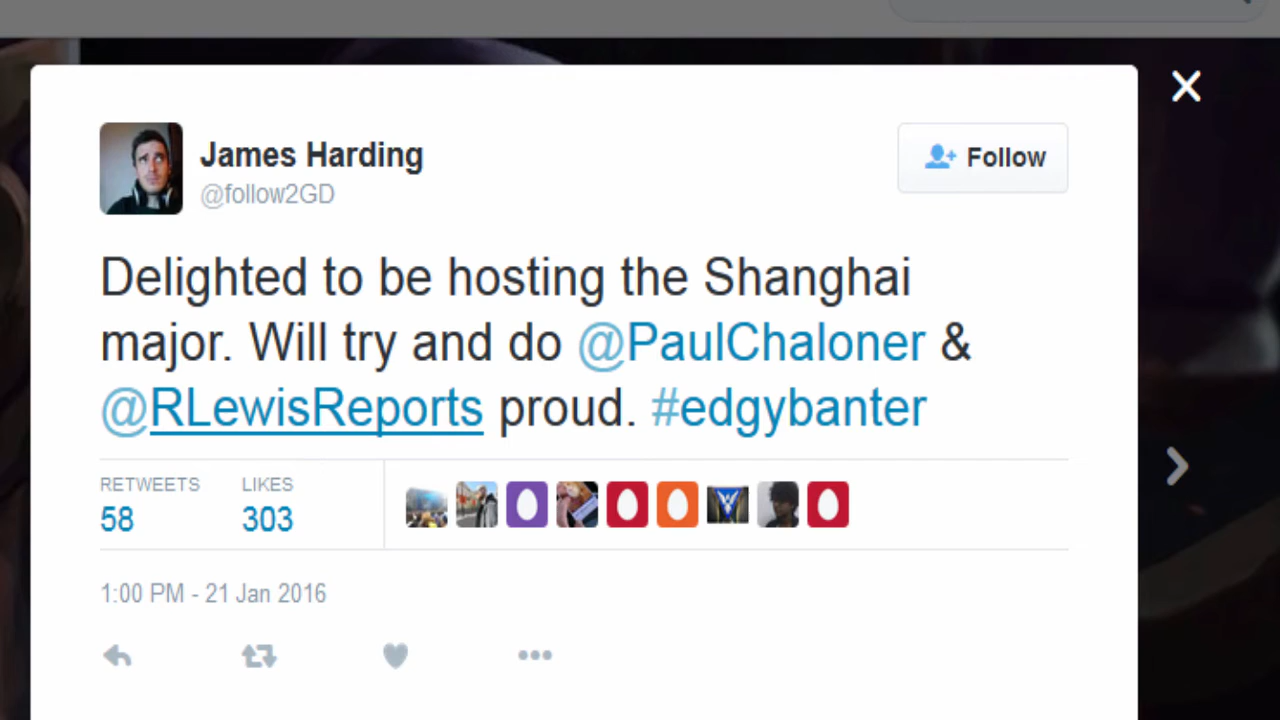 James Harding
@follow2GD
Follow
Delighted to be hosting the Shanghai
major. Will try and do @PaulChaloner &
@RLewisReports proud. #edgybanter
RETWEETS LIKES
58 303
1:00 PM - 21 Jan 2016